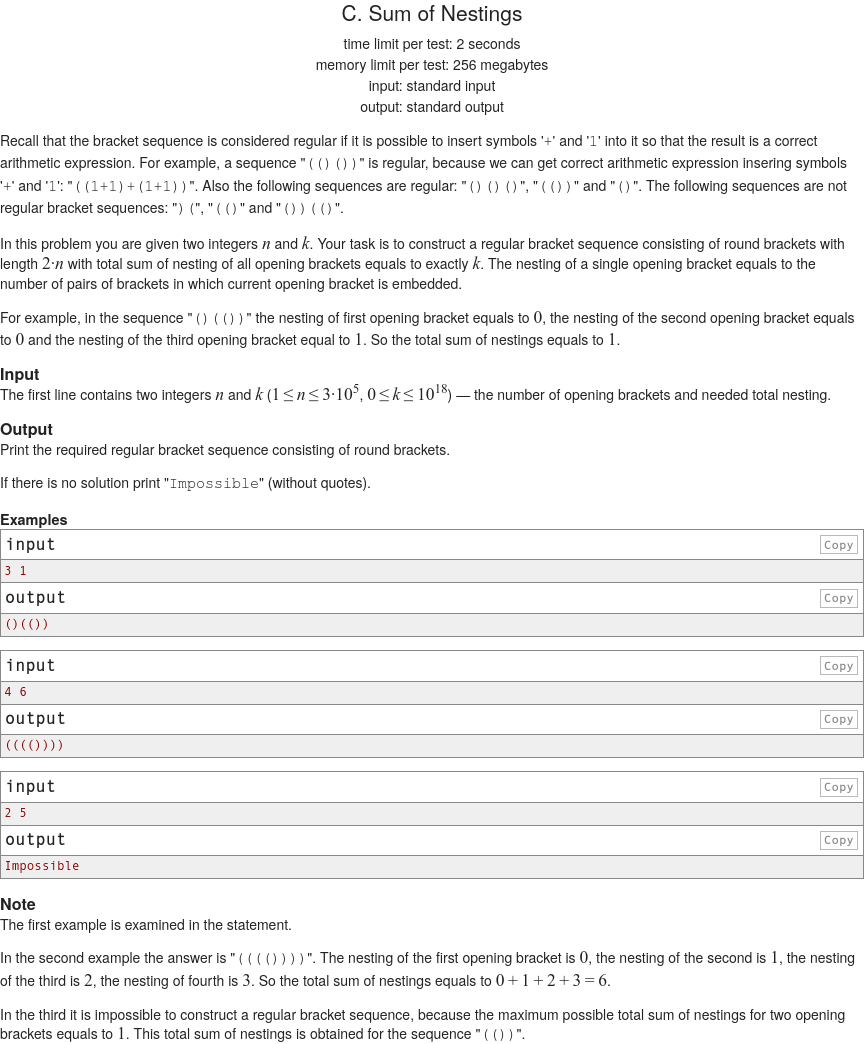 C. Sum of Nestings
time limit per test: 2 seconds
memory limit per test: 256 megabytes
input: standard input
output: standard output
Recall that the bracket sequence is considered regular if it is possible to insert symbols '+' and '1' into it so that the result is a correct
arithmetic expression. For example, a sequence "(()())" is regular, because we can get correct arithmetic expression insering symbols
'+' and '1': "((1+1)+(1+1))". Also the following sequences are regular: "()()()", "(())" and "()". The following sequences are not
regular bracket sequences: ")(", "(()" and "())(()".
In this problem you are given two integers n and k. Your task is to construct a regular bracket sequence consisting of round brackets with
length 2·n with total sum of nesting of all opening brackets equals to exactly k. The nesting of a single opening bracket equals to the
number of pairs of brackets in which current opening bracket is embedded.
For example, in the sequence "()(())" the nesting of first opening bracket equals to 0, the nesting of the second opening bracket equals
to 0 and the nesting of the third opening bracket equal to 1. So the total sum of nestings equals to 1.
Input
The first line contains two integers n and k (1 ≤ n ≤ 3·10^5, 0 ≤ k ≤ 10^18) — the number of opening brackets and needed total nesting.
Output
Print the required regular bracket sequence consisting of round brackets.
If there is no solution print "Impossible" (without quotes).
Examples
input Copy
3 1
output Copy
()(())
input Copy
4 6
output Copy
(((())))
input Copy
2 5
output Copy
Impossible
Note
The first example is examined in the statement.
In the second example the answer is "(((())))". The nesting of the first opening bracket is 0, the nesting of the second is 1, the nesting
of the third is 2, the nesting of fourth is 3. So the total sum of nestings equals to 0 + 1 + 2 + 3 = 6.
In the third it is impossible to construct a regular bracket sequence, because the maximum possible total sum of nestings for two opening
brackets equals to 1. This total sum of nestings is obtained for the sequence "(())".